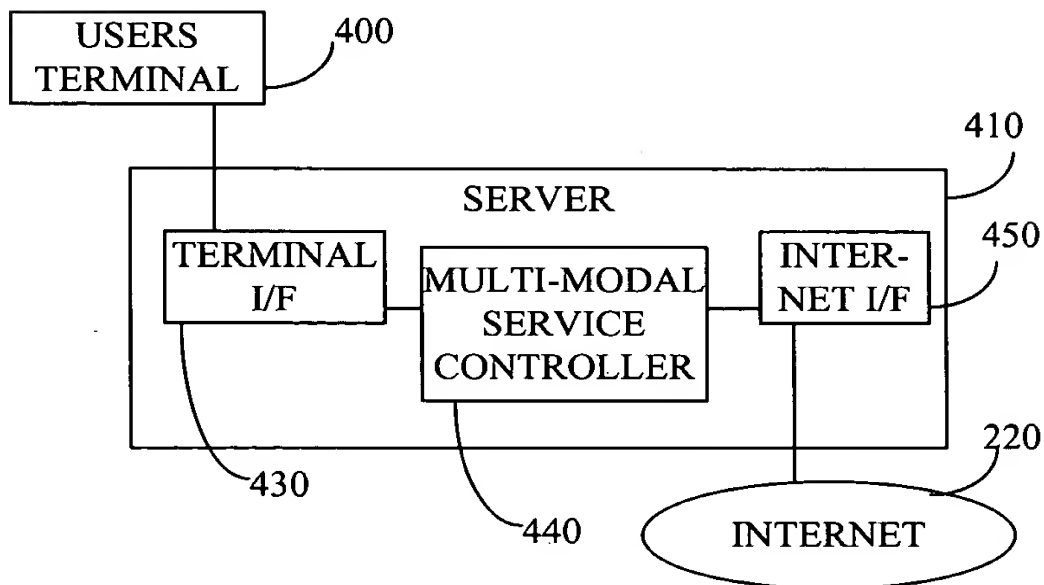 USERS
TERMINAL
400
410
SERVER
TERMINAL
I/F
MULTI-MODAL
SERVICE
CONTROLLER
INTER-
NET I/F
450
430
440
220
INTERNET